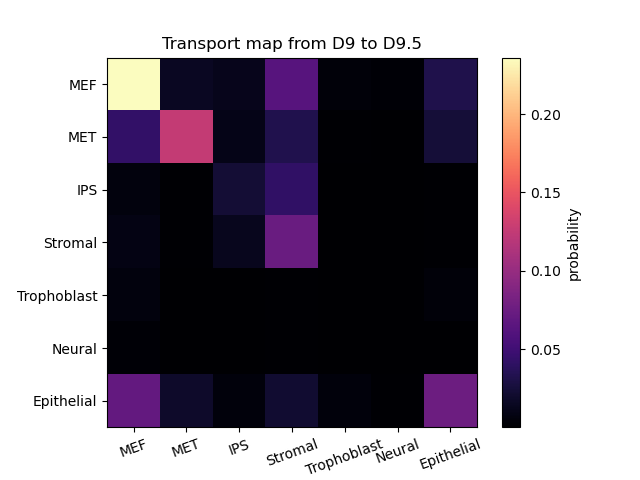 Transport map from D9 to D9.5
MEF
MET
IPS
Stromal
Trophoblast
Neural
Epithelial
MEF
MET
IPS
Stromal
Trophoblast
Neural
Epithelial
0.20
0.15
0.10
0.05
probability